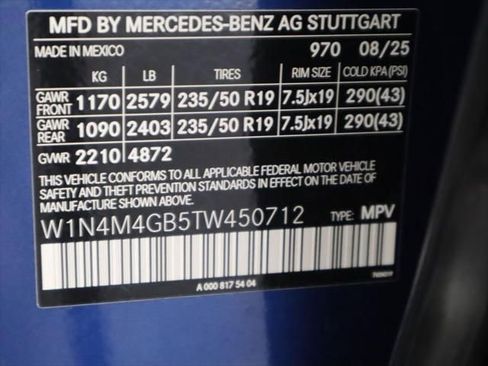 MFD BY MERCEDES-BENZ AG STUTTGART
MADE IN MEXICO 970 08/25
KG LB TIRES RIM SIZE COLD KPA (PSI)
GAWR FRONT 1170 2579 235/50 R19 7.5Jx19 290(43)
GAWR REAR 1090 2403 235/50 R19 7.5Jx19 290(43)
GVWR 2210 4872
THIS VEHICLE CONFORMS TO ALL APPLICABLE FEDERAL MOTOR VEHICLE
SAFETY AND THEFT PREVENTION STANDARDS IN EFFECT ON THE DATE OF
MANUFACTURE SHOWN ABOVE.
W1N4M4GB5TW450712 TYPE: MPV
A 000 817 54 04